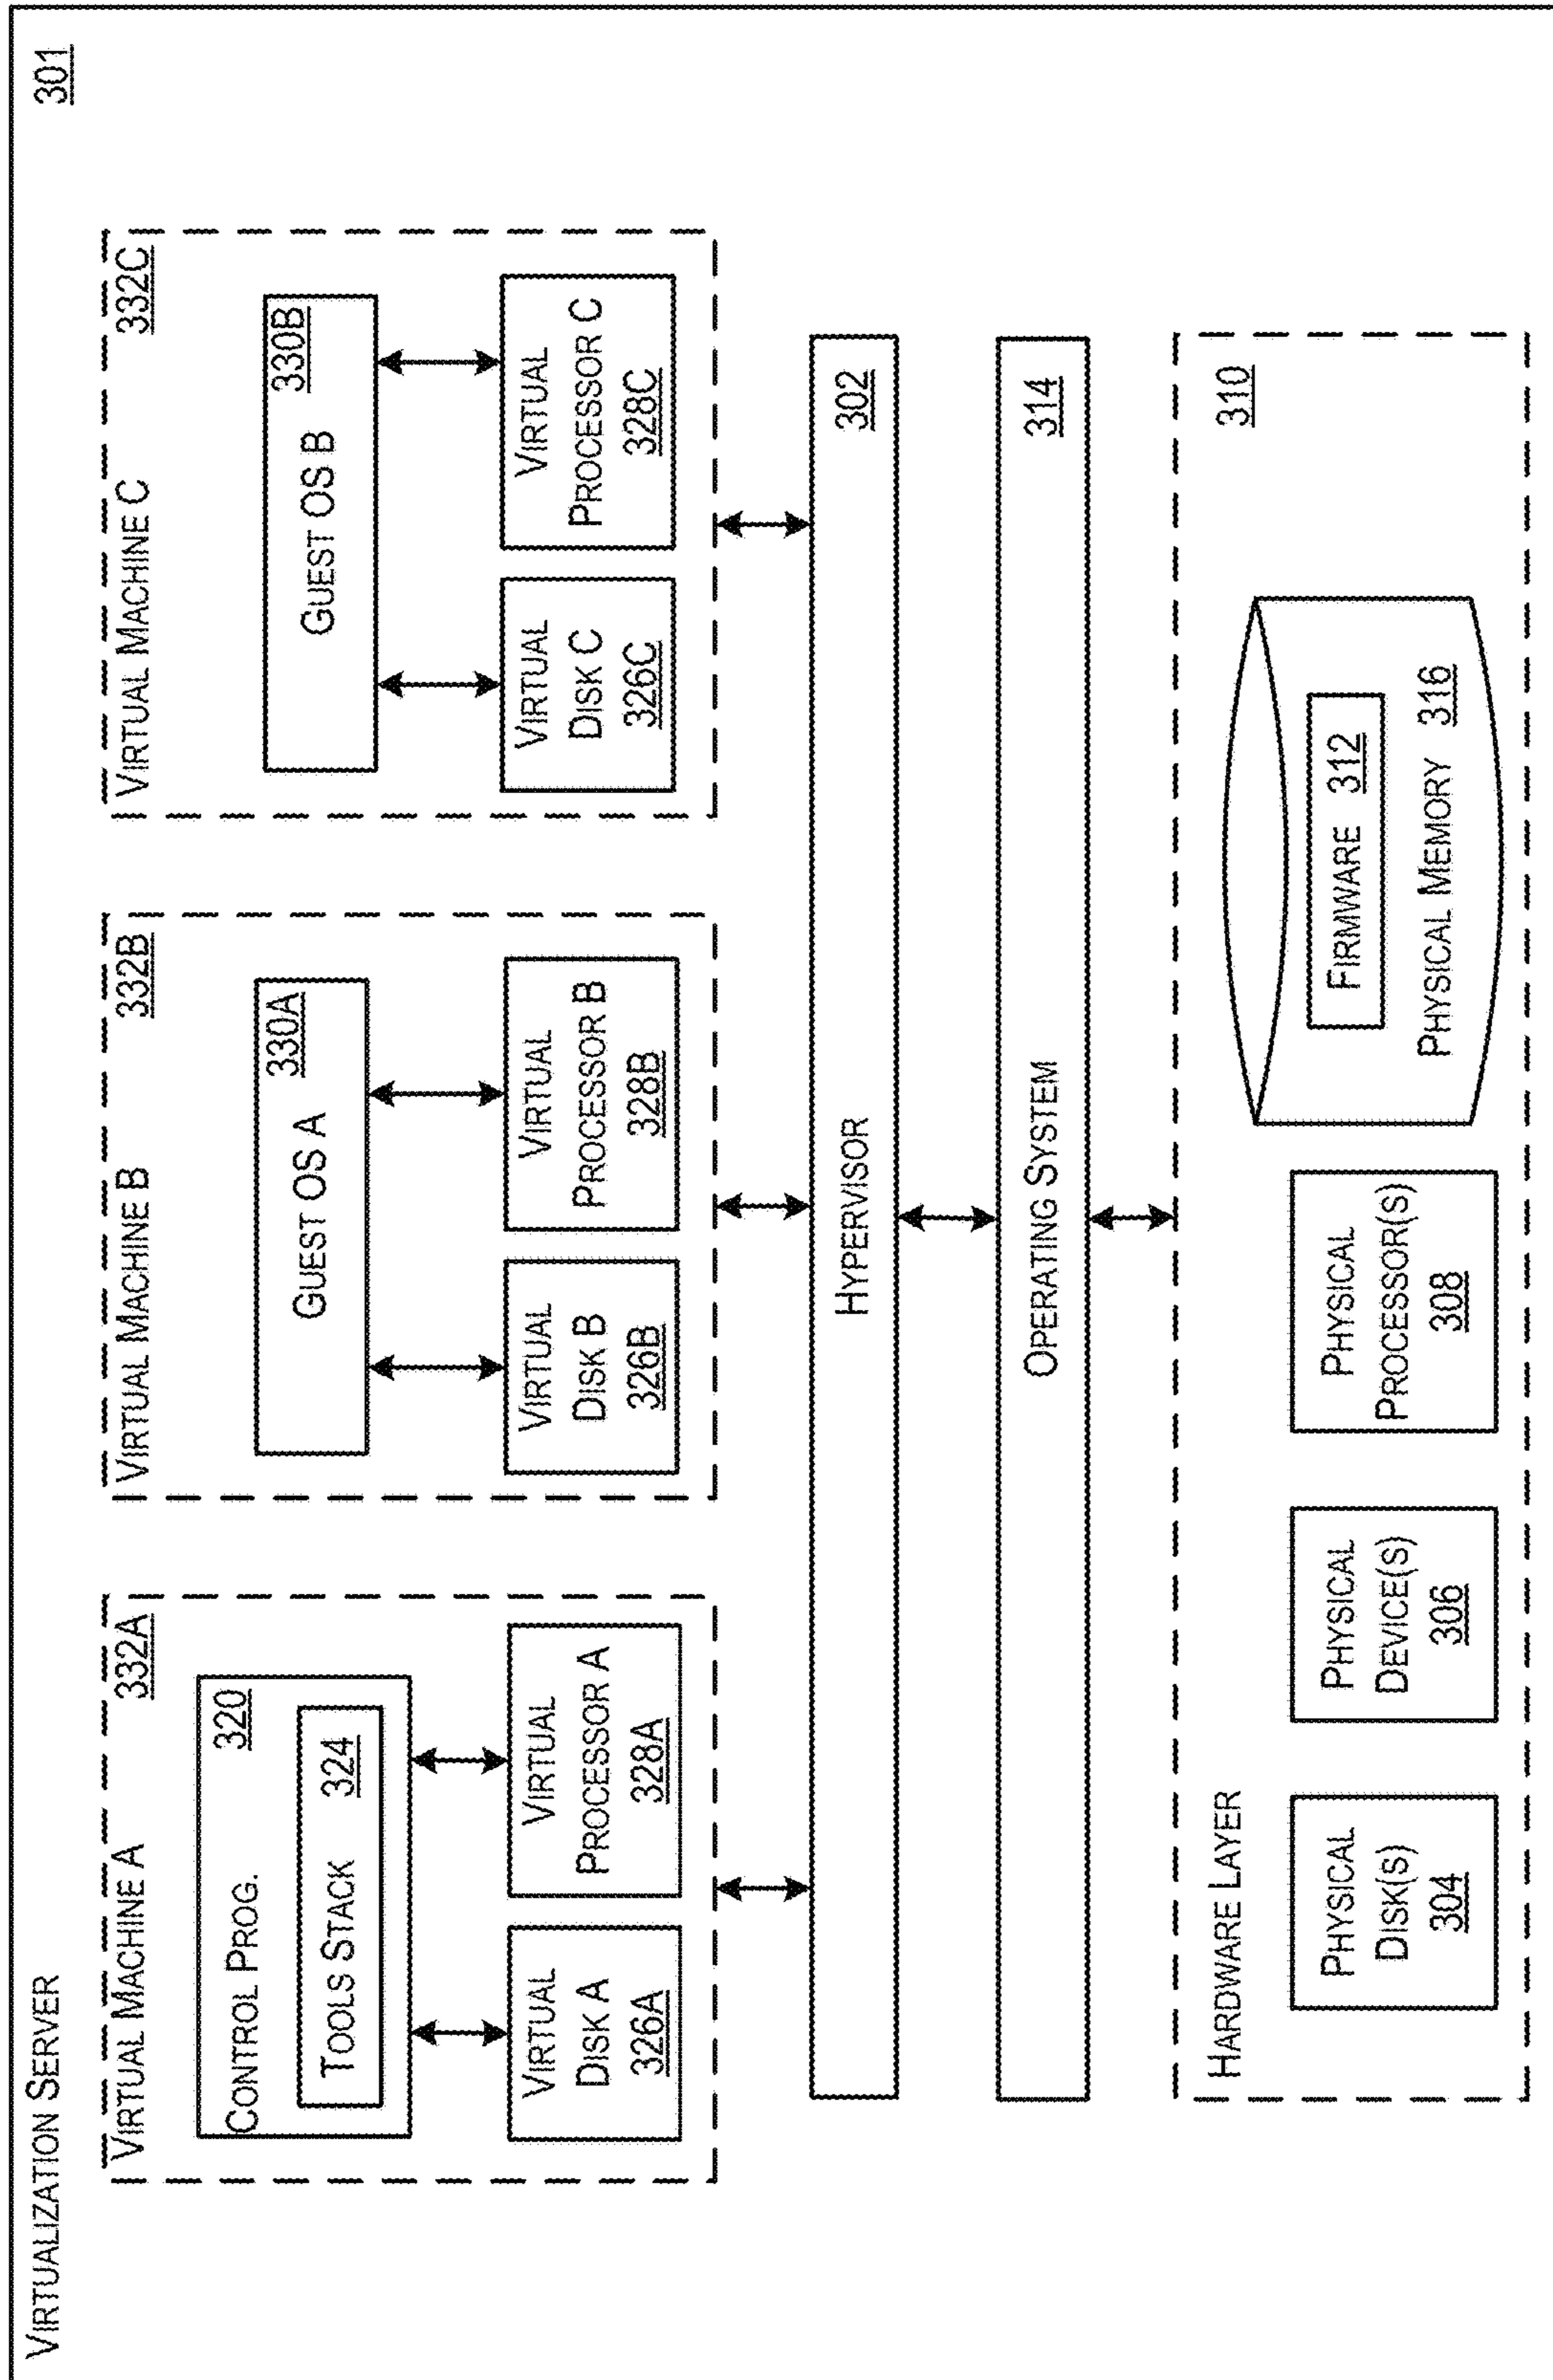 VIRTUALIZATION SERVER
301
VIRTUAL MACHINE A
332A
CONTROL PROG.
320
TOOLS STACK
324
VIRTUAL
DISK A
326A
VIRTUAL
PROCESSOR A
328A
VIRTUAL MACHINE B
332B
GUEST OS A
330A
VIRTUAL
DISK B
326B
VIRTUAL
PROCESSOR B
328B
VIRTUAL MACHINE C
332C
GUEST OS B
330B
VIRTUAL
DISK C
326C
VIRTUAL
PROCESSOR C
328C
HYPERVISOR
302
OPERATING SYSTEM
314
HARDWARE LAYER
310
PHYSICAL
DISK(S)
304
PHYSICAL
DEVICE(S)
306
PHYSICAL
PROCESSOR(S)
308
FIRMWARE 312
PHYSICAL MEMORY 316